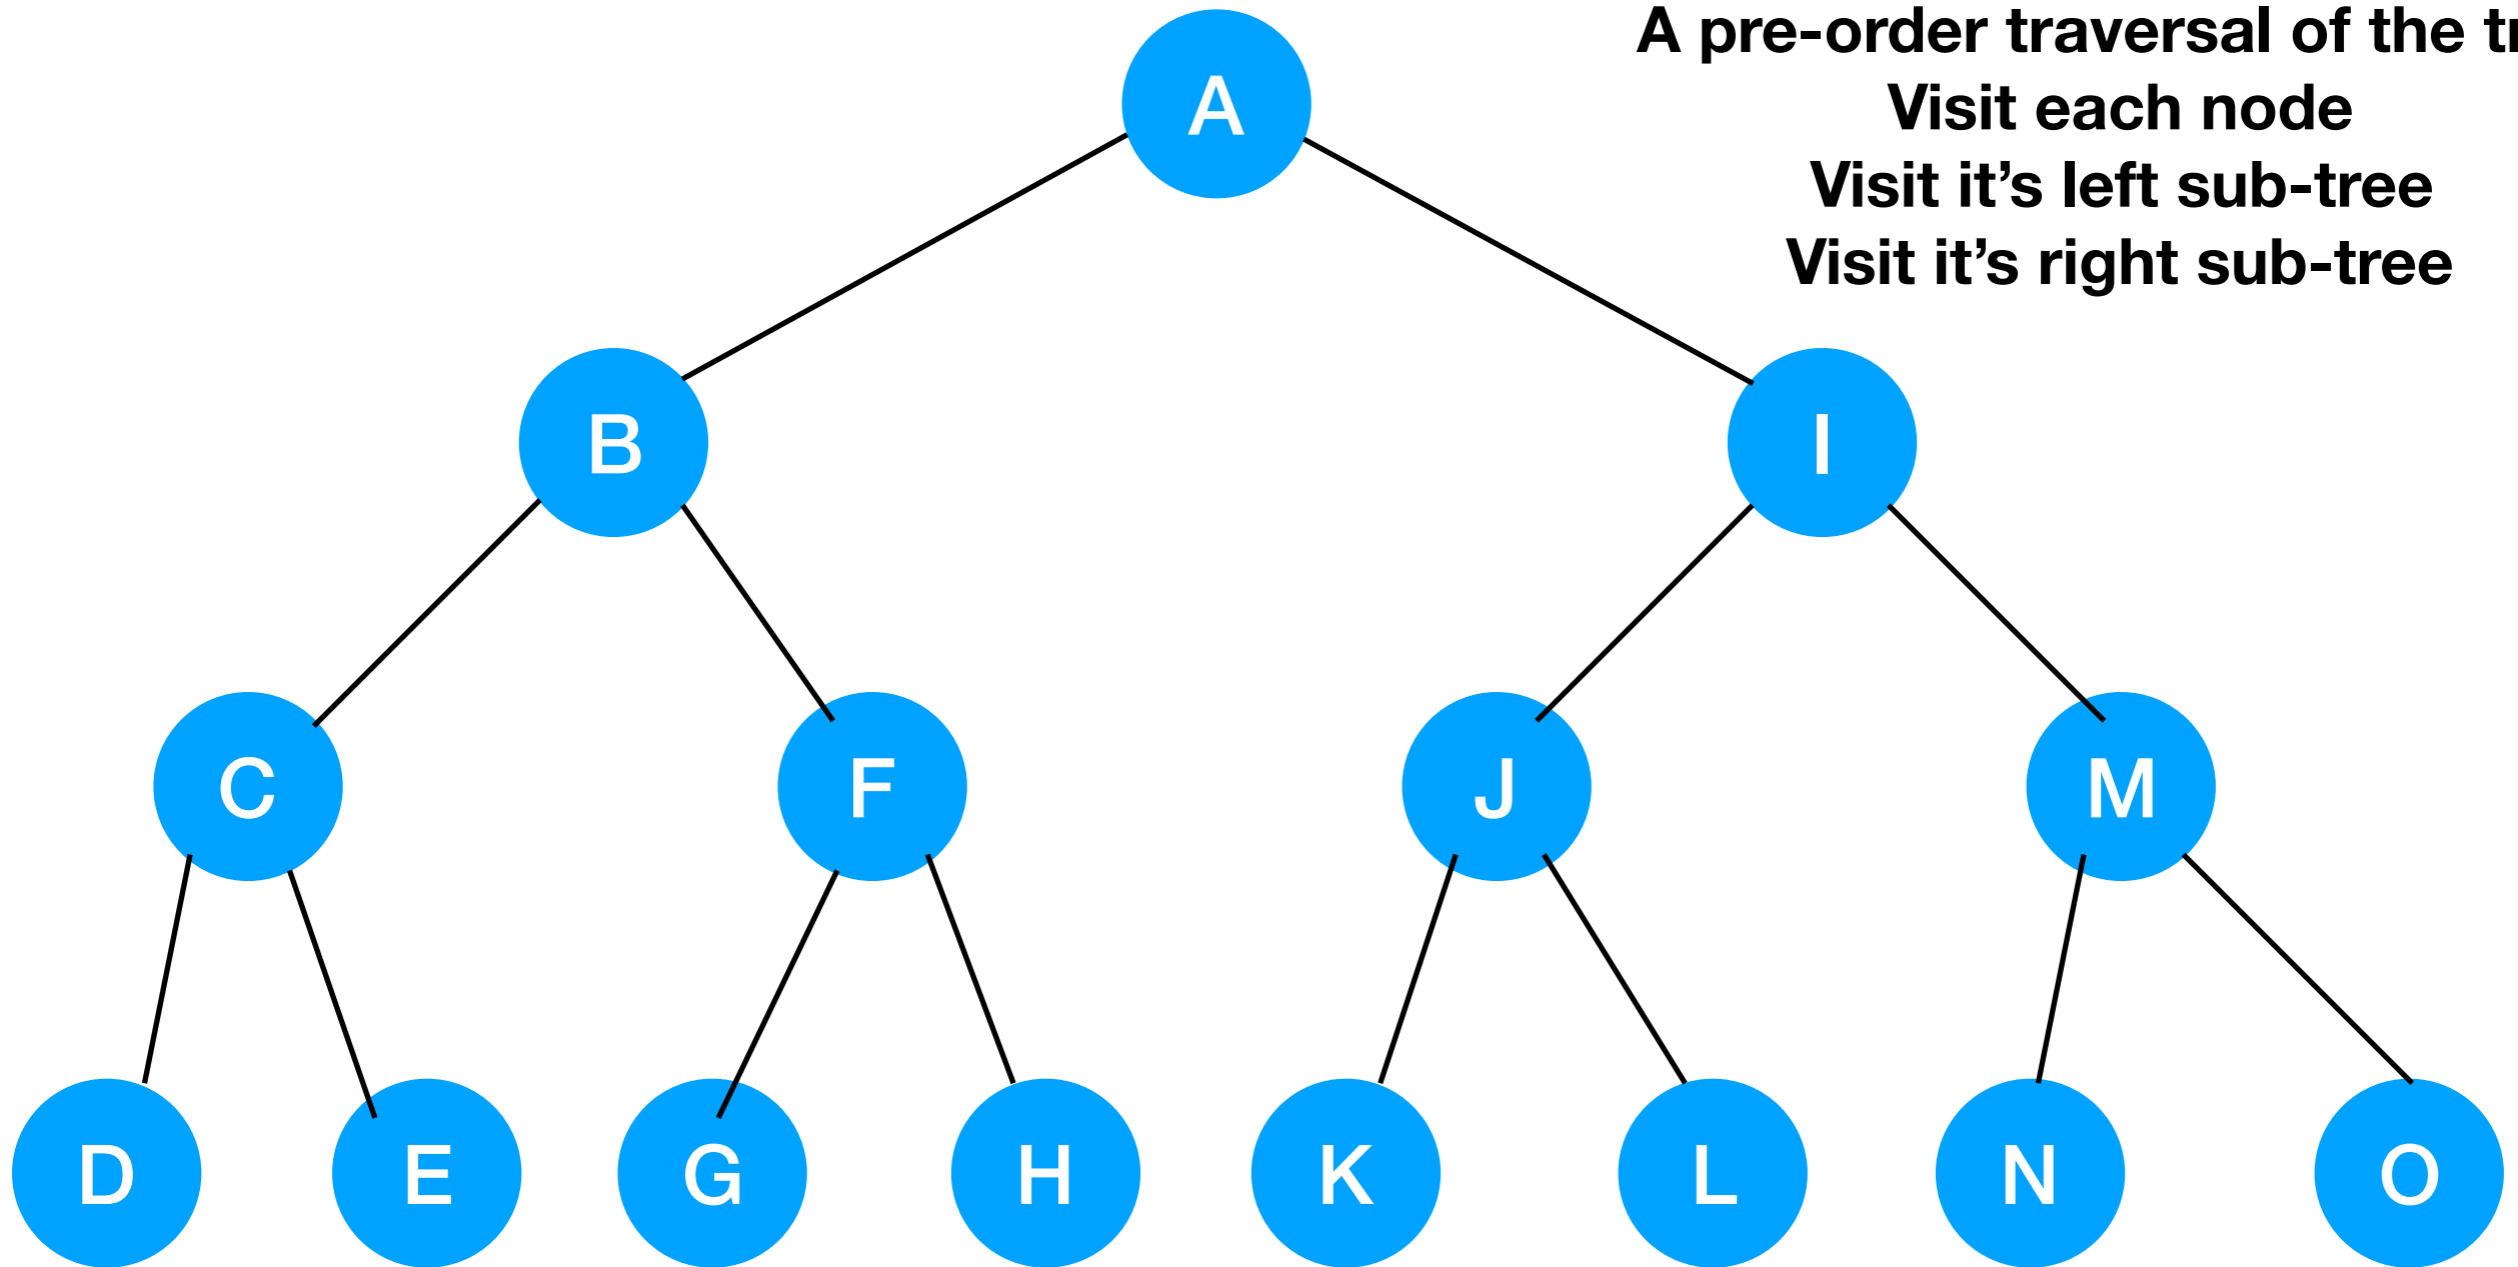 A pre-order traversal of the
Visit each node
Visit it’s left sub-tree
Visit it’s right sub-tree
A
B
I
C
F
J
M
D
E
G
H
K
L
N
O